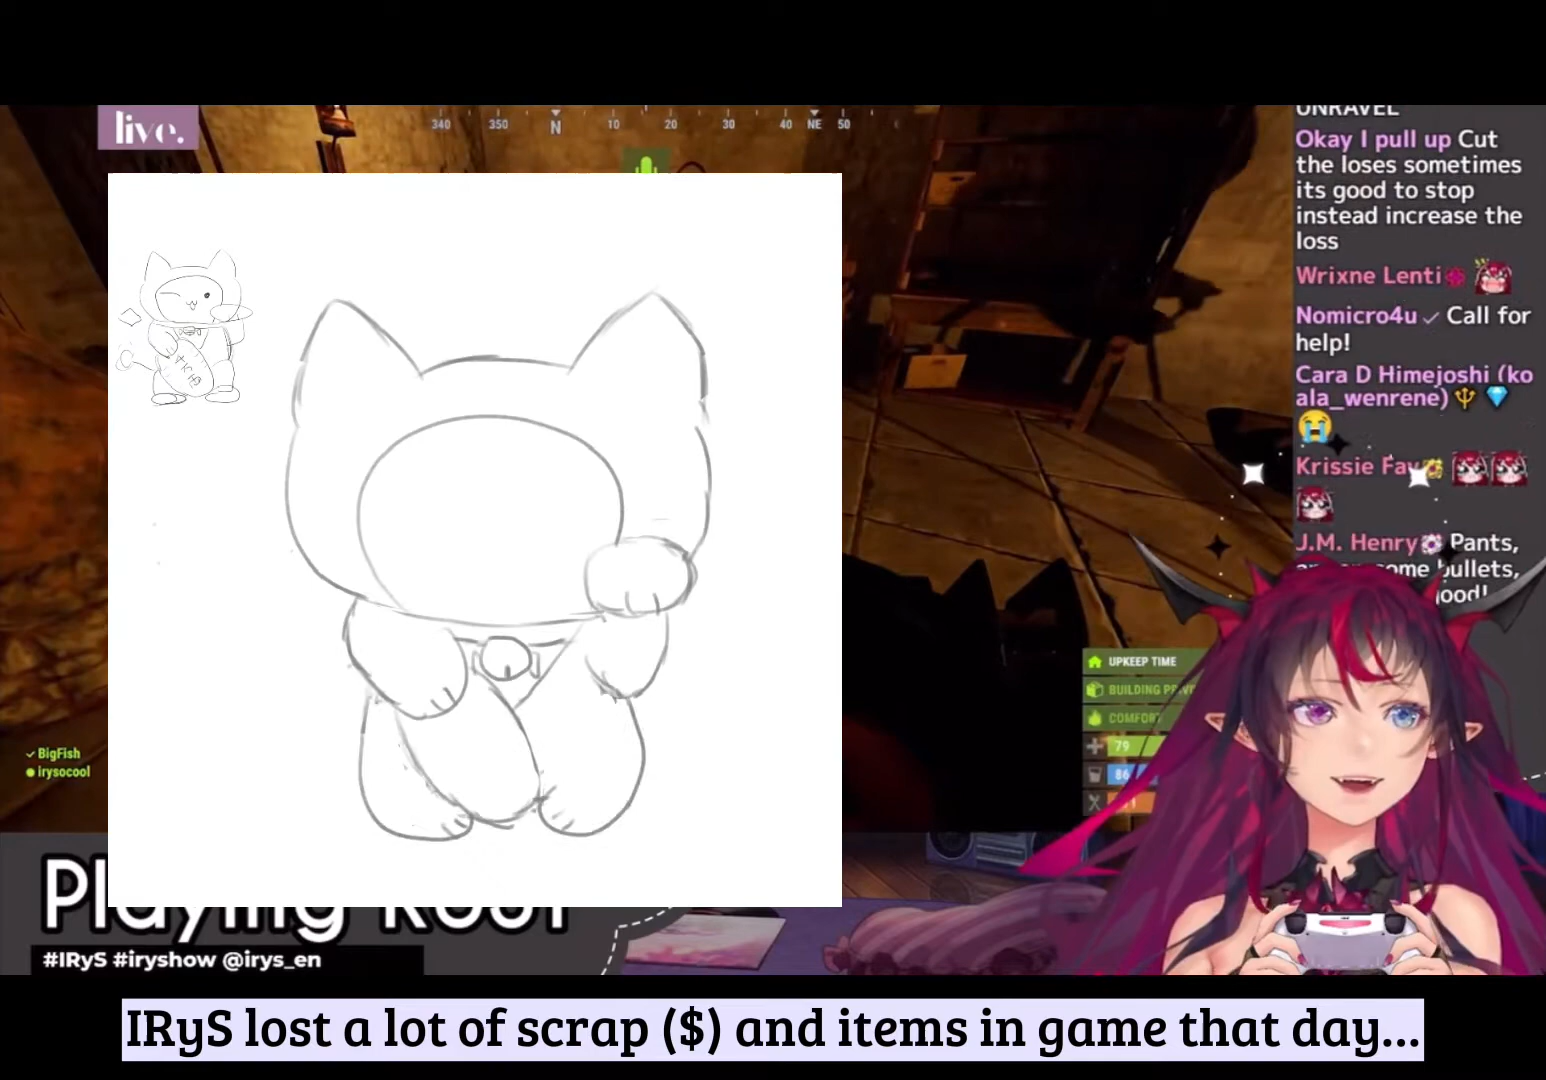 live.
340 350 N 10 20 30 40 NE 50
UNRAVEL
Okay I pull up Cut
the loses sometimes
its good to stop
instead increase the
loss
Wrixne Lenti
Nomicro4u Call for
help!
Cara D Himejoshi (ko
ala_wenrene)
Krissie Fay
J.M. Henry Pants,
bullets,
UPKEEP TIME
BUILDING
COMFORT
79
86
BigFish
irysocool
Playing Rust
#IRyS #iryshow @irys_en
IRyS lost a lot of scrap ($) and items in game that day...